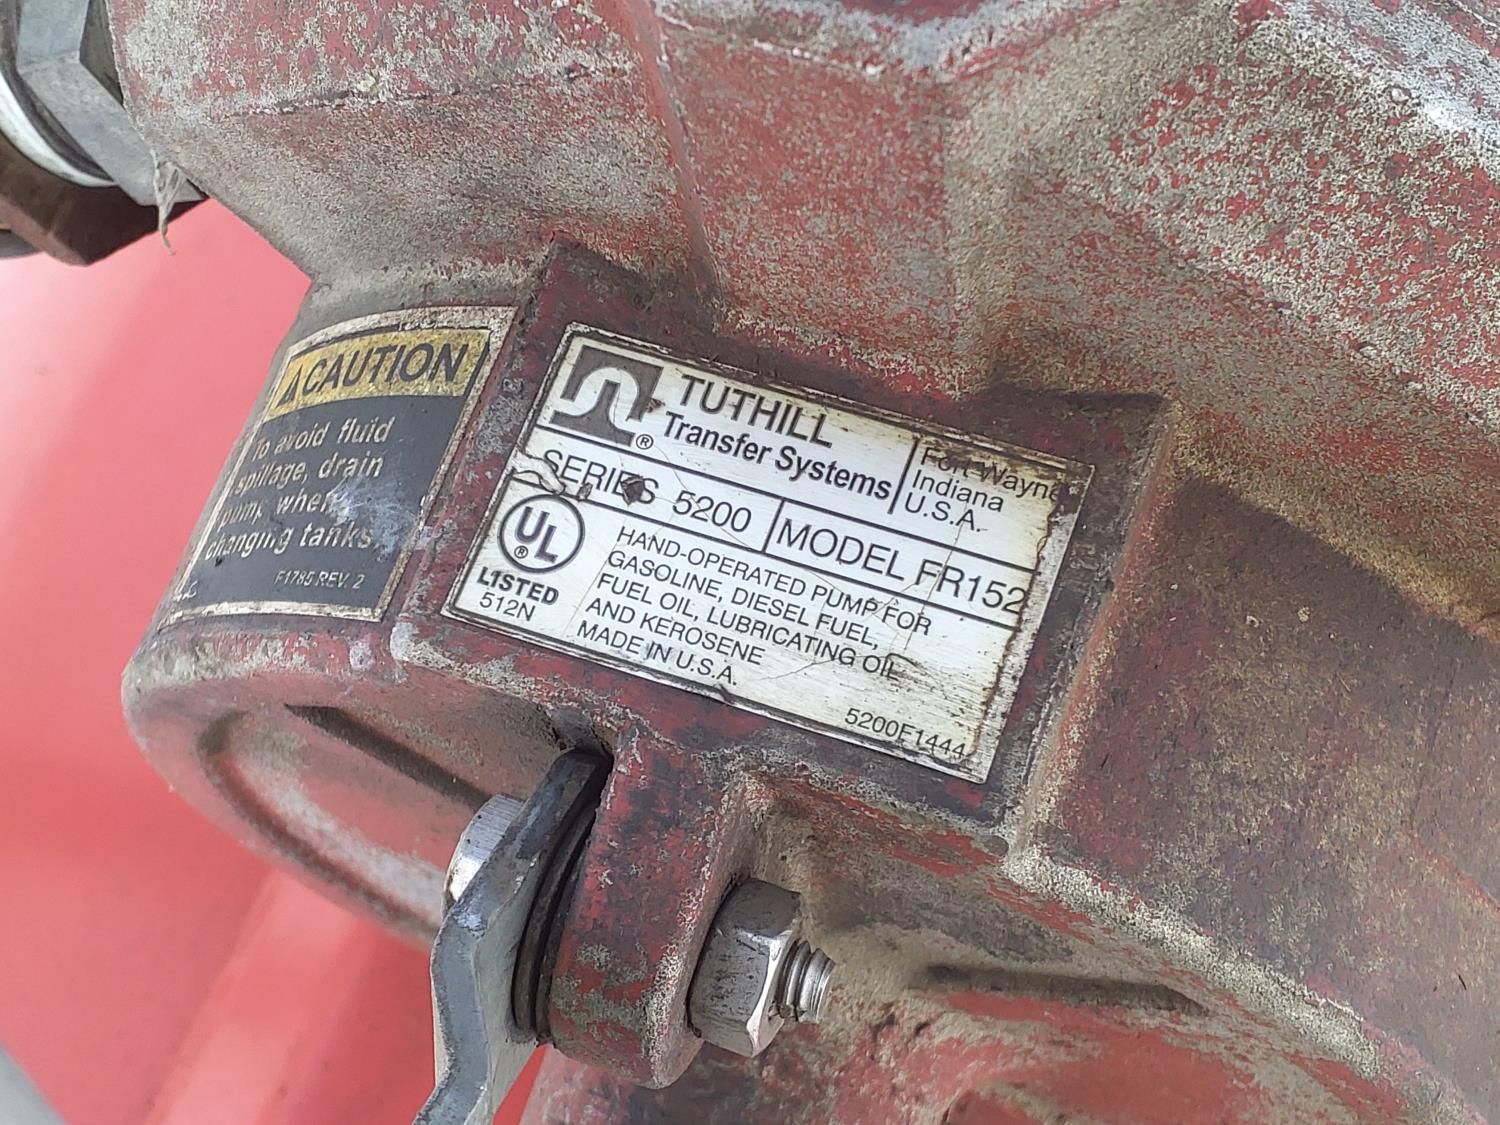 CAUTION
To avoid fluid
spillage, drain
pump when
changing tanks.
F1785 REV. 2
TUTHILL
Transfer Systems
®
Fort Wayne
Indiana
U.S.A.
SERIES 5200
MODEL FR152
UL
®
LISTED
512N
HAND-OPERATED PUMP FOR
GASOLINE, DIESEL FUEL,
FUEL OIL, LUBRICATING OIL
AND KEROSENE
MADE IN U.S.A.
5200F1444